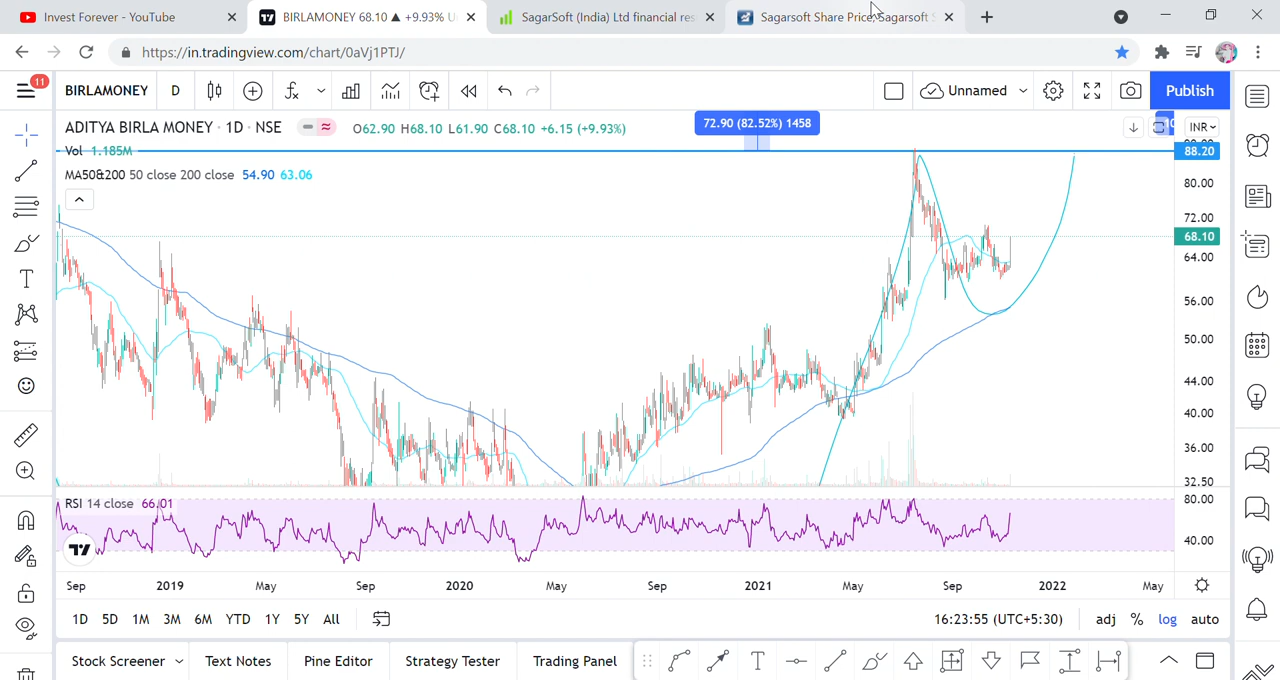 Invest Forever - YouTube
BIRLAMONEY 68.10 ▲ +9.93% U
SagarSoft (India) Ltd financial res
Sagarsoft Share Price, Sagarsoft S
https://in.tradingview.com/chart/0aVj1PTJ/
11
BIRLAMONEY
D
Unnamed
Publish
ADITYA BIRLA MONEY · 1D · NSE
O62.90 H68.10 L61.90 C68.10 +6.15 (+9.93%)
72.90 (82.52%) 1458
INR
Vol 1.185M
88.20
MA50&200 50 close 200 close 54.90 63.06
80.00
72.00
68.10
64.00
56.00
50.00
44.00
40.00
36.00
32.50
RSI 14 close 66.01
80.00
40.00
Sep 2019 May Sep 2020 May Sep 2021 May Sep 2022 May
1D 5D 1M 3M 6M YTD 1Y 5Y All
16:23:55 (UTC+5:30)
adj % log auto
Stock Screener
Text Notes
Pine Editor
Strategy Tester
Trading Panel